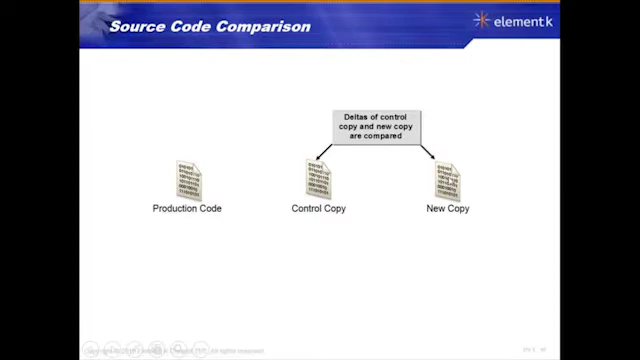 Source Code Comparison
element k
Deltas of control
copy and new copy
are compared
Production Code
Control Copy
New Copy